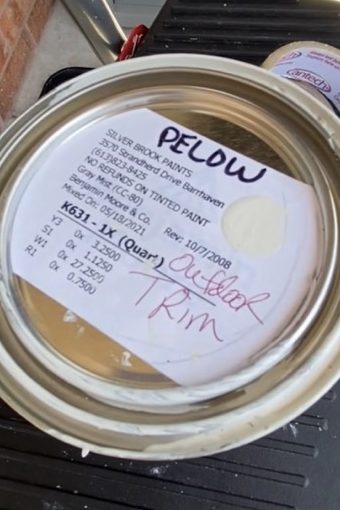 PELOW
SILVER BROOK PAINTS
3570 Strandherd Drive Barrhaven
(613)823-8425
NO REFUNDS ON TINTED PAINT
Gray Mist (CC-80)
Benjamin Moore & Co.
Mixed On: 05/18/2021
Rev: 10/7/2008
K631 - 1X (Quart)
Y3 0x 3.2500
S1 0x 1.1250
W1 0x 27.2500
R1 0x 0.7500
Outdoor
TRim
cantech